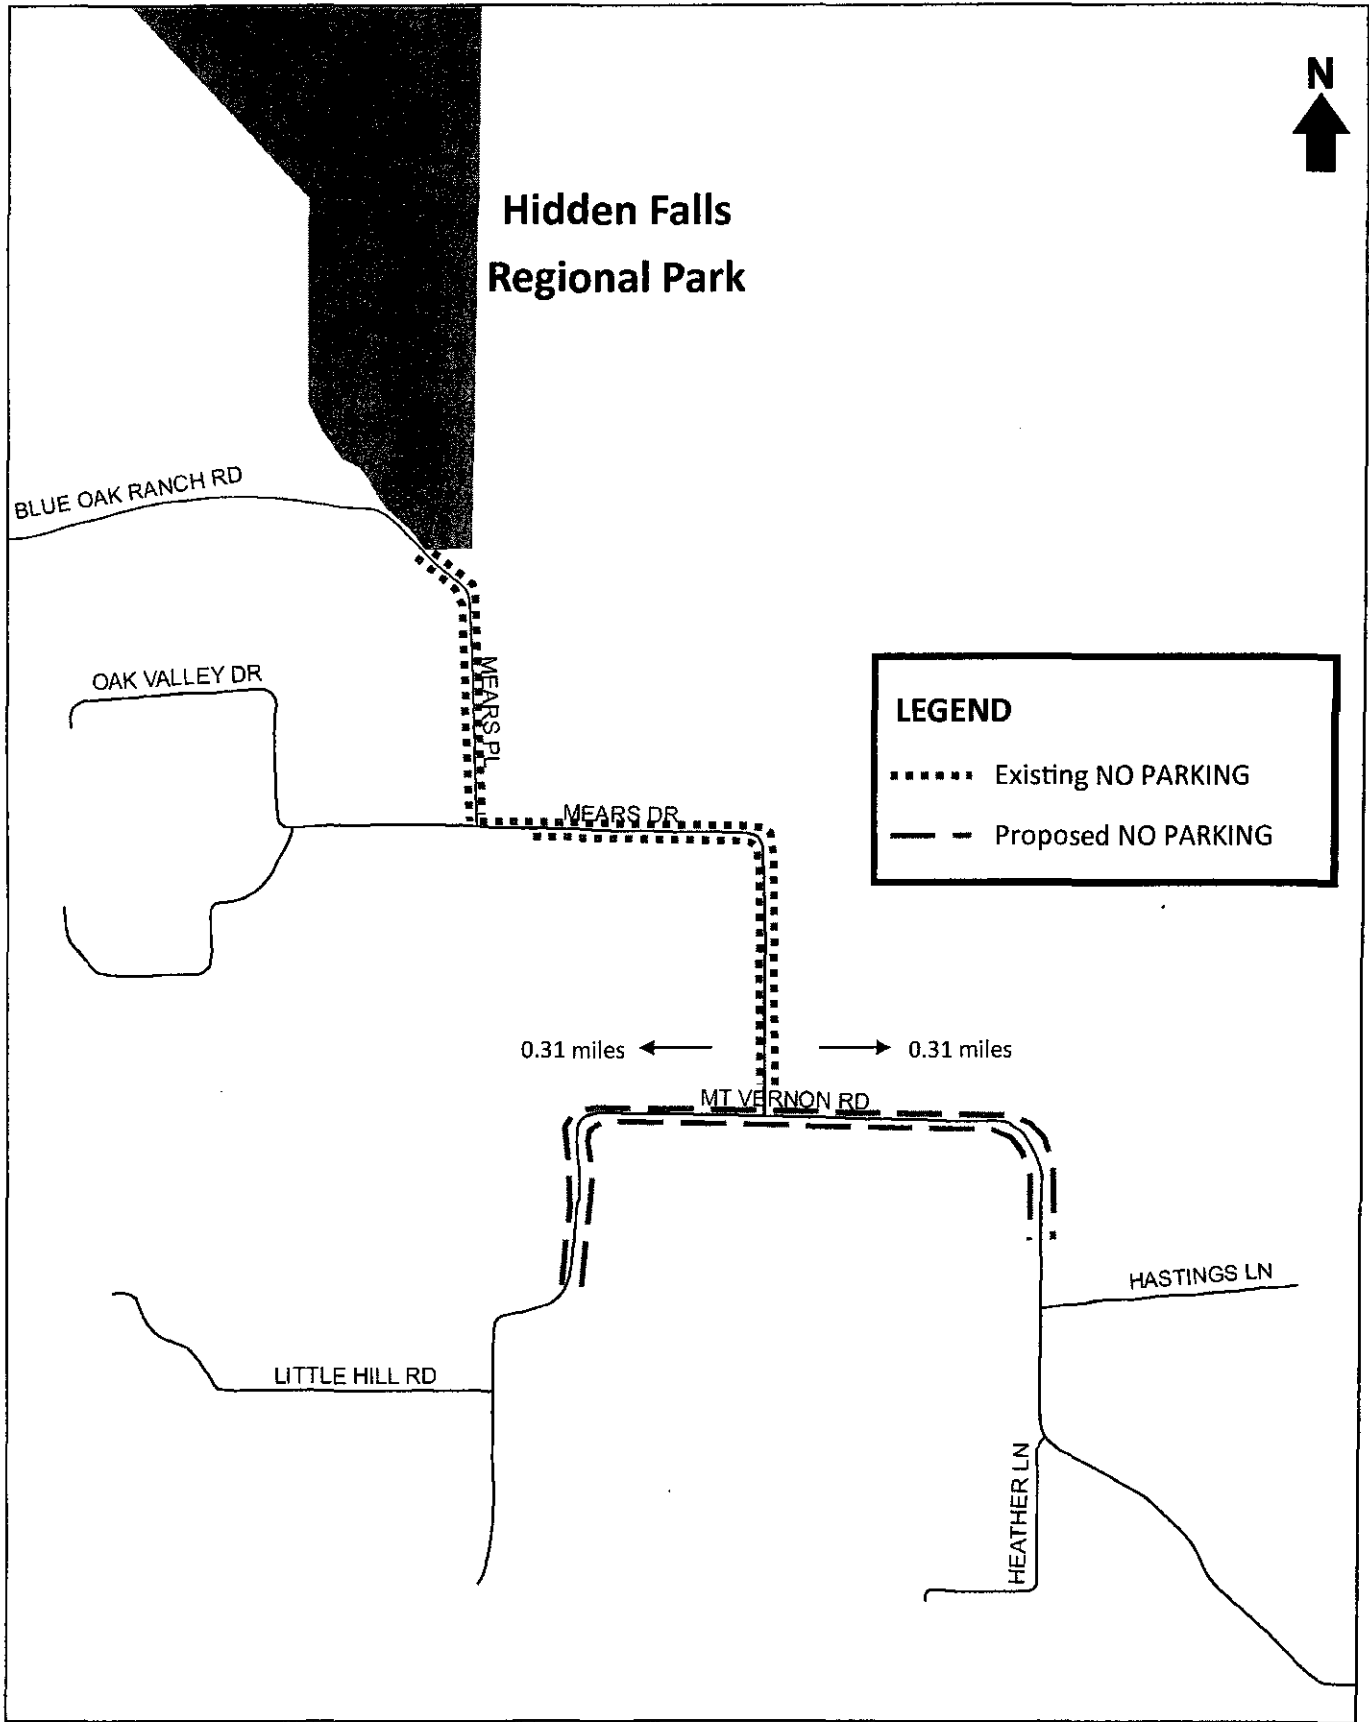 N
Hidden Falls
Regional Park
BLUE OAK RANCH RD
OAK VALLEY DR
MEARS PL
LEGEND
Existing NO PARKING
Proposed NO PARKING
MEARS DR
0.31 miles
0.31 miles
MT VERNON RD
HASTINGS LN
LITTLE HILL RD
HEATHER LN